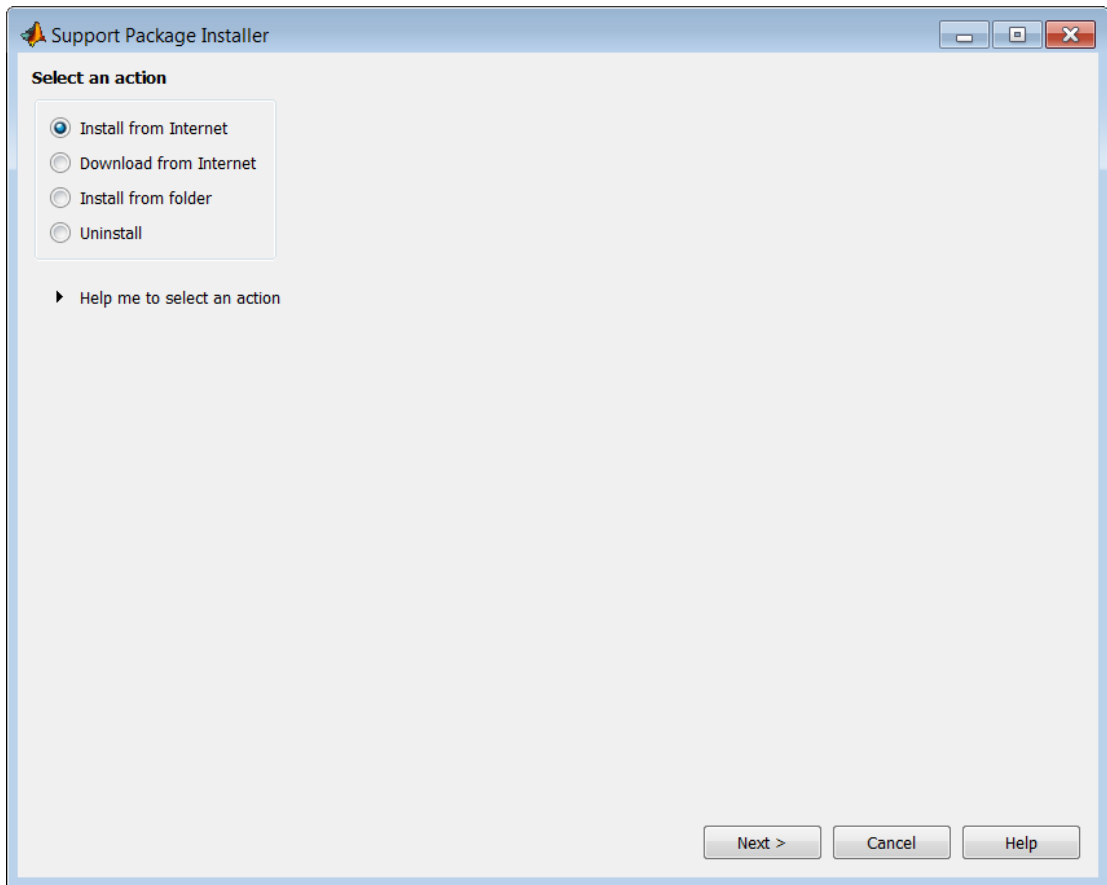 Support Package Installer
Select an action
Install from Internet
Download from Internet
Install from folder
Uninstall
Help me to select an action
Next >
Cancel
Help